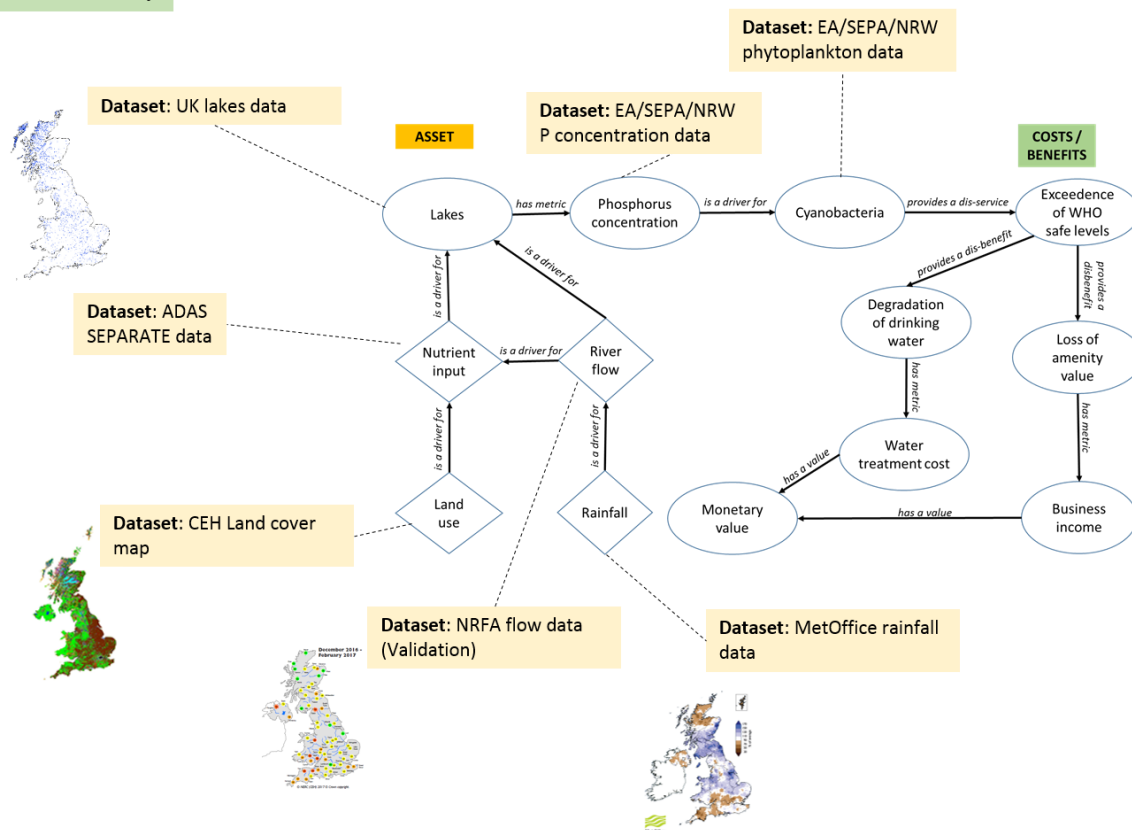 Dataset: EA/SEPA/NRW
phytoplankton data
Dataset: UK lakes data
Dataset: EA/SEPA/NRW
P concentration data
ASSET
COSTS /
BENEFITS
Lakes
has metric
Phosphorus
concentration
is a driver for
Cyanobacteria
provides a dis-service
Exceedence
of WHO
safe levels
is a driver for
is a driver for
provides a dis-benefit
provides a
disbenefit
Dataset: ADAS
SEPARATE data
Nutrient
input
is a driver for
River
flow
Degradation
of drinking
water
Loss of
amenity
value
is a driver for
is a driver for
has metric
has metric
Water
treatment cost
has a value
Dataset: CEH Land cover
map
Land
use
Rainfall
Monetary
value
has a value
Business
income
Dataset: NRFA flow data
(Validation)
Dataset: MetOffice rainfall
data
December 2016 -
February 2017